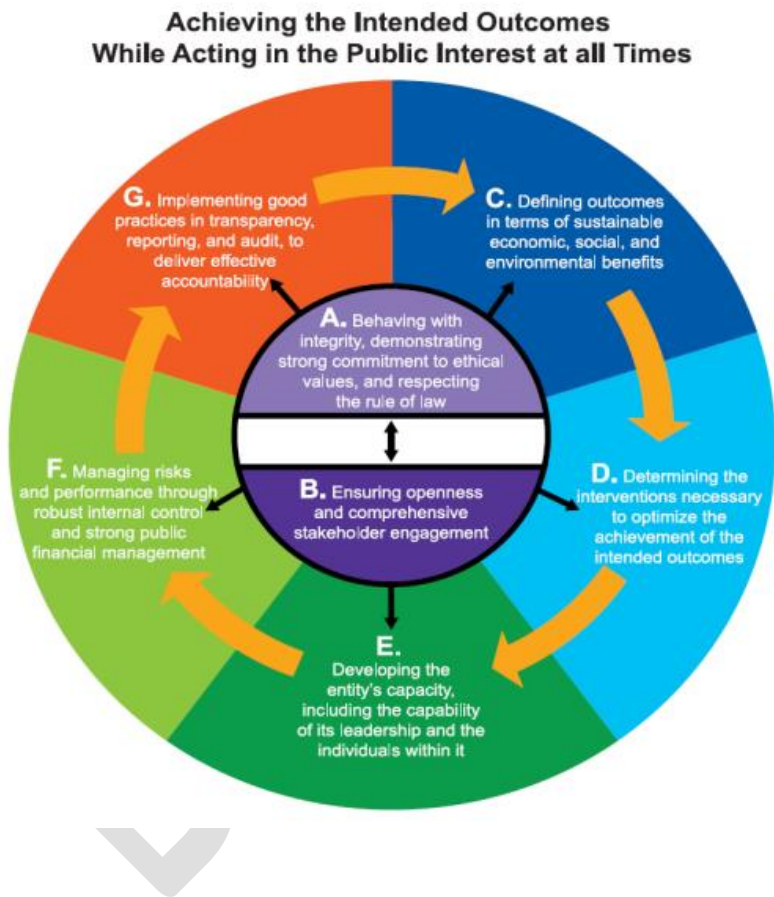 Achieving the Intended Outcomes
While Acting in the Public Interest at all Times
G. Implementing good
practices in transparency,
reporting, and audit, to
deliver effective
accountability
C. Defining outcomes
in terms of sustainable
economic, social, and
environmental benefits
A. Behaving with
integrity, demonstrating
strong commitment to ethical
values, and respecting
the rule of law
F. Managing risks
and performance through
robust internal control
and strong public
financial management
B. Ensuring openness
and comprehensive
stakeholder engagement
D. Determining the
interventions necessary
to optimize the
achievement of the
intended outcomes
E.
Developing the
entity's capacity,
including the capability
of its leadership and the
individuals within it